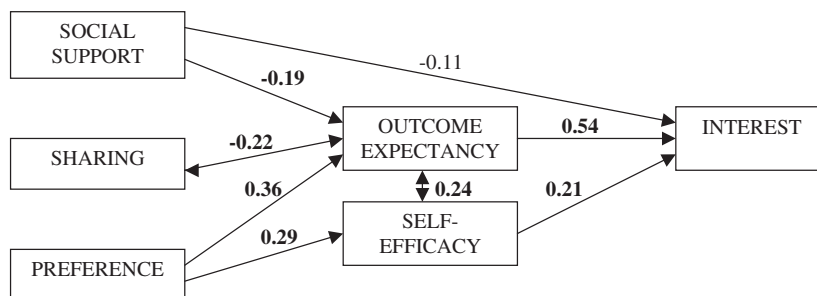 SOCIAL
SUPPORT
-0.11
-0.19
OUTCOME
EXPECTANCY
0.54
INTEREST
SHARING
-0.22
0.36
0.24
0.21
SELF-
EFFICACY
0.29
PREFERENCE